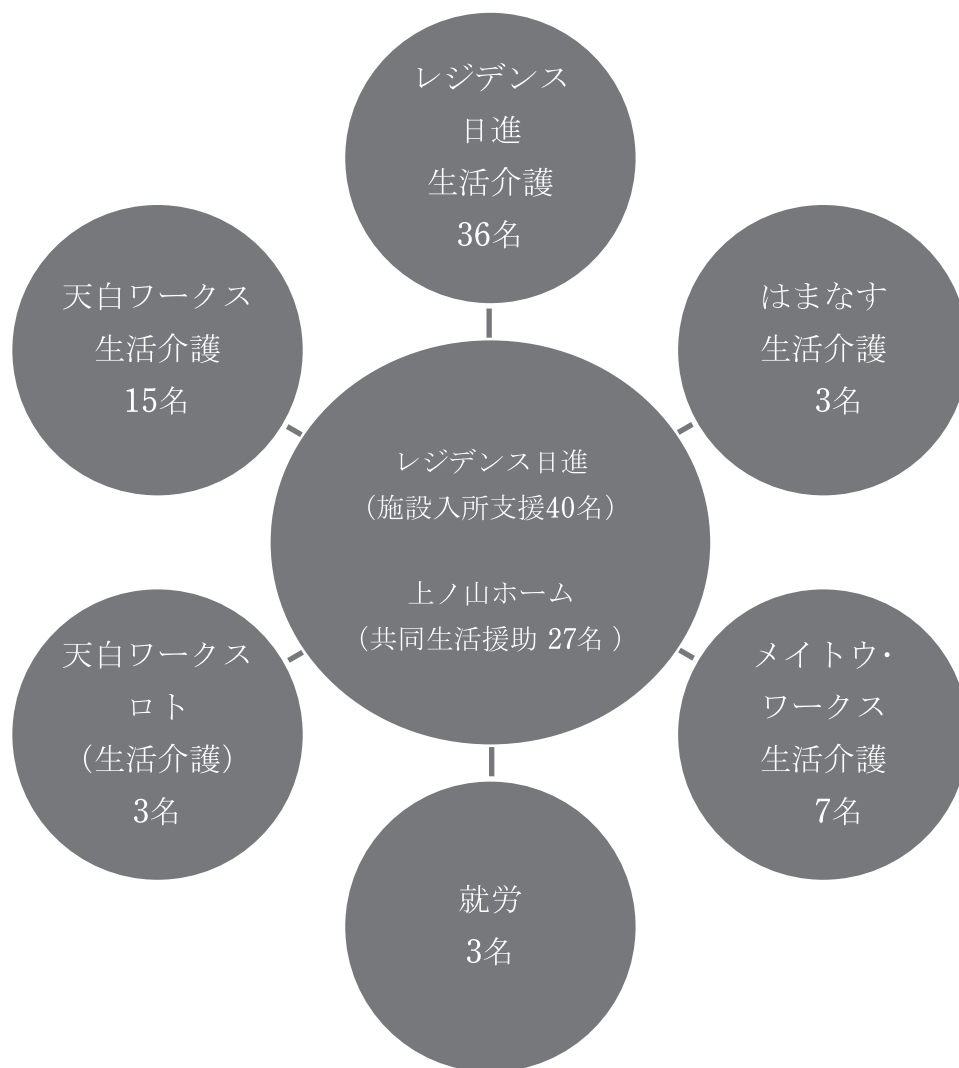 レジデンス
日進
生活介護
36名
はまなす
生活介護
3名
メイトウ・
ワークス
生活介護
7名
就労
3名
天白ワークス
ロト
（生活介護）
3名
天白ワークス
生活介護
15名
レジデンス日進
（施設入所支援40名）
上ノ山ホーム
（共同生活援助 27名 ）